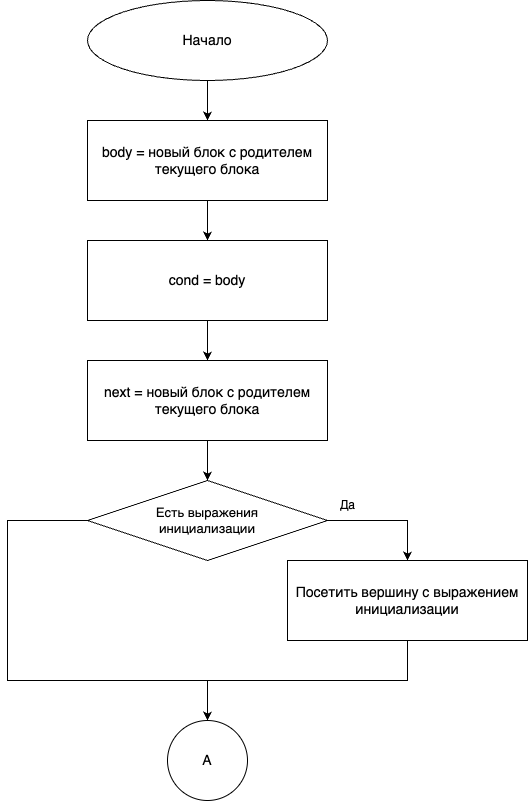 Начало
body = новый блок с родителем
текущего блока
cond = body
next = новый блок с родителем
текущего блока
Есть выражения
инициализации
Да
Посетить вершину с выражением
инициализации
А